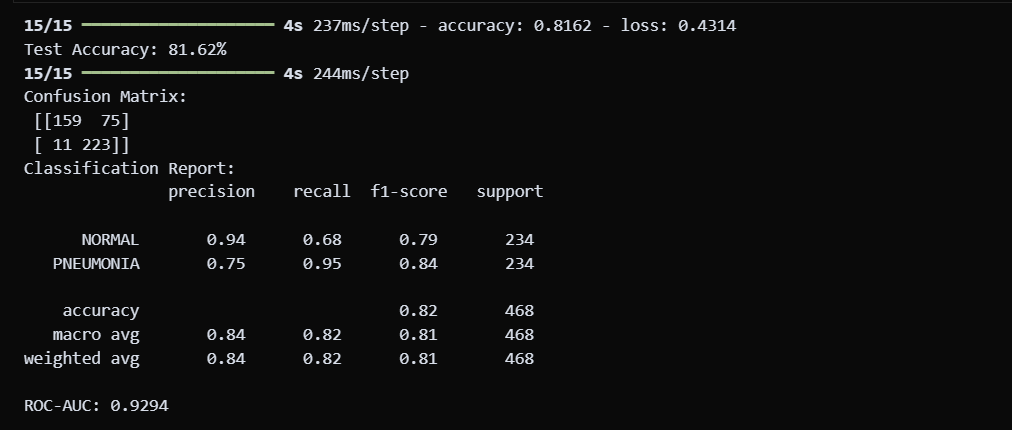 15/15 ━━━━━━━━━━━━━━━━━━━━ 4s 237ms/step - accuracy: 0.8162 - loss: 0.4314
Test Accuracy: 81.62%
15/15 ━━━━━━━━━━━━━━━━━━━━ 4s 244ms/step
Confusion Matrix:
[[159 75]
[ 11 223]]
Classification Report:
precision recall f1-score support
NORMAL 0.94 0.68 0.79 234
PNEUMONIA 0.75 0.95 0.84 234
accuracy 0.82 468
macro avg 0.84 0.82 0.81 468
weighted avg 0.84 0.82 0.81 468
ROC-AUC: 0.9294